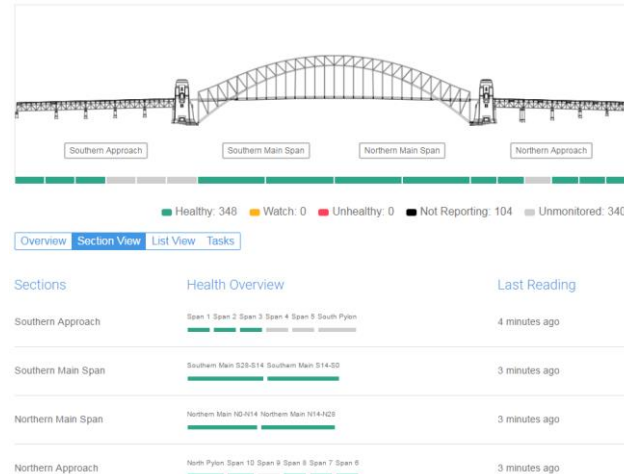 Southern Approach Southern Main Span Northern Main Span Northern Approach
Healthy: 348 Watch: 0 Unhealthy: 0 Not Reporting: 104 Unmonitored: 340
Overview Section View List View Tasks
Sections Health Overview Last Reading
Span 1 Span 2 Span 3 Span 4 Span 5 South Pylon
Southern Approach 4 minutes ago
Southern Main S28-S14 Southern Main S14-S0
Southern Main Span 3 minutes ago
Northern Main N0-N14 Northern Main N14-N28
Northern Main Span 3 minutes ago
North Pylon Span 10 Span 9 Span 8 Span 7 Span 6
Northern Approach 3 minutes ago